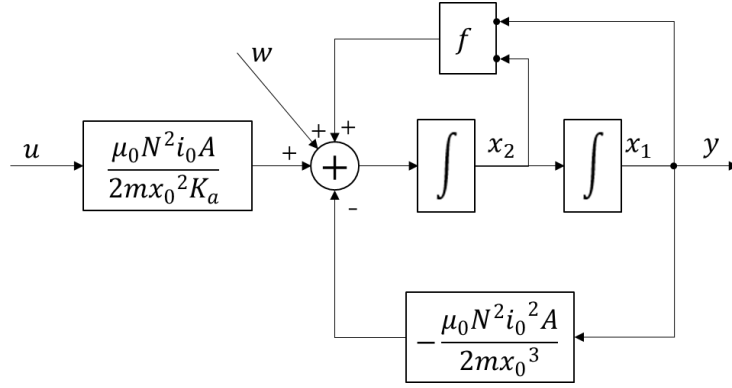 f
w
+ +
u
μ₀N²i₀A
2mx₀²Kₐ
+
+
∫
x₂
∫
x₁
y
-
−
μ₀N²i₀²A
2mx₀³